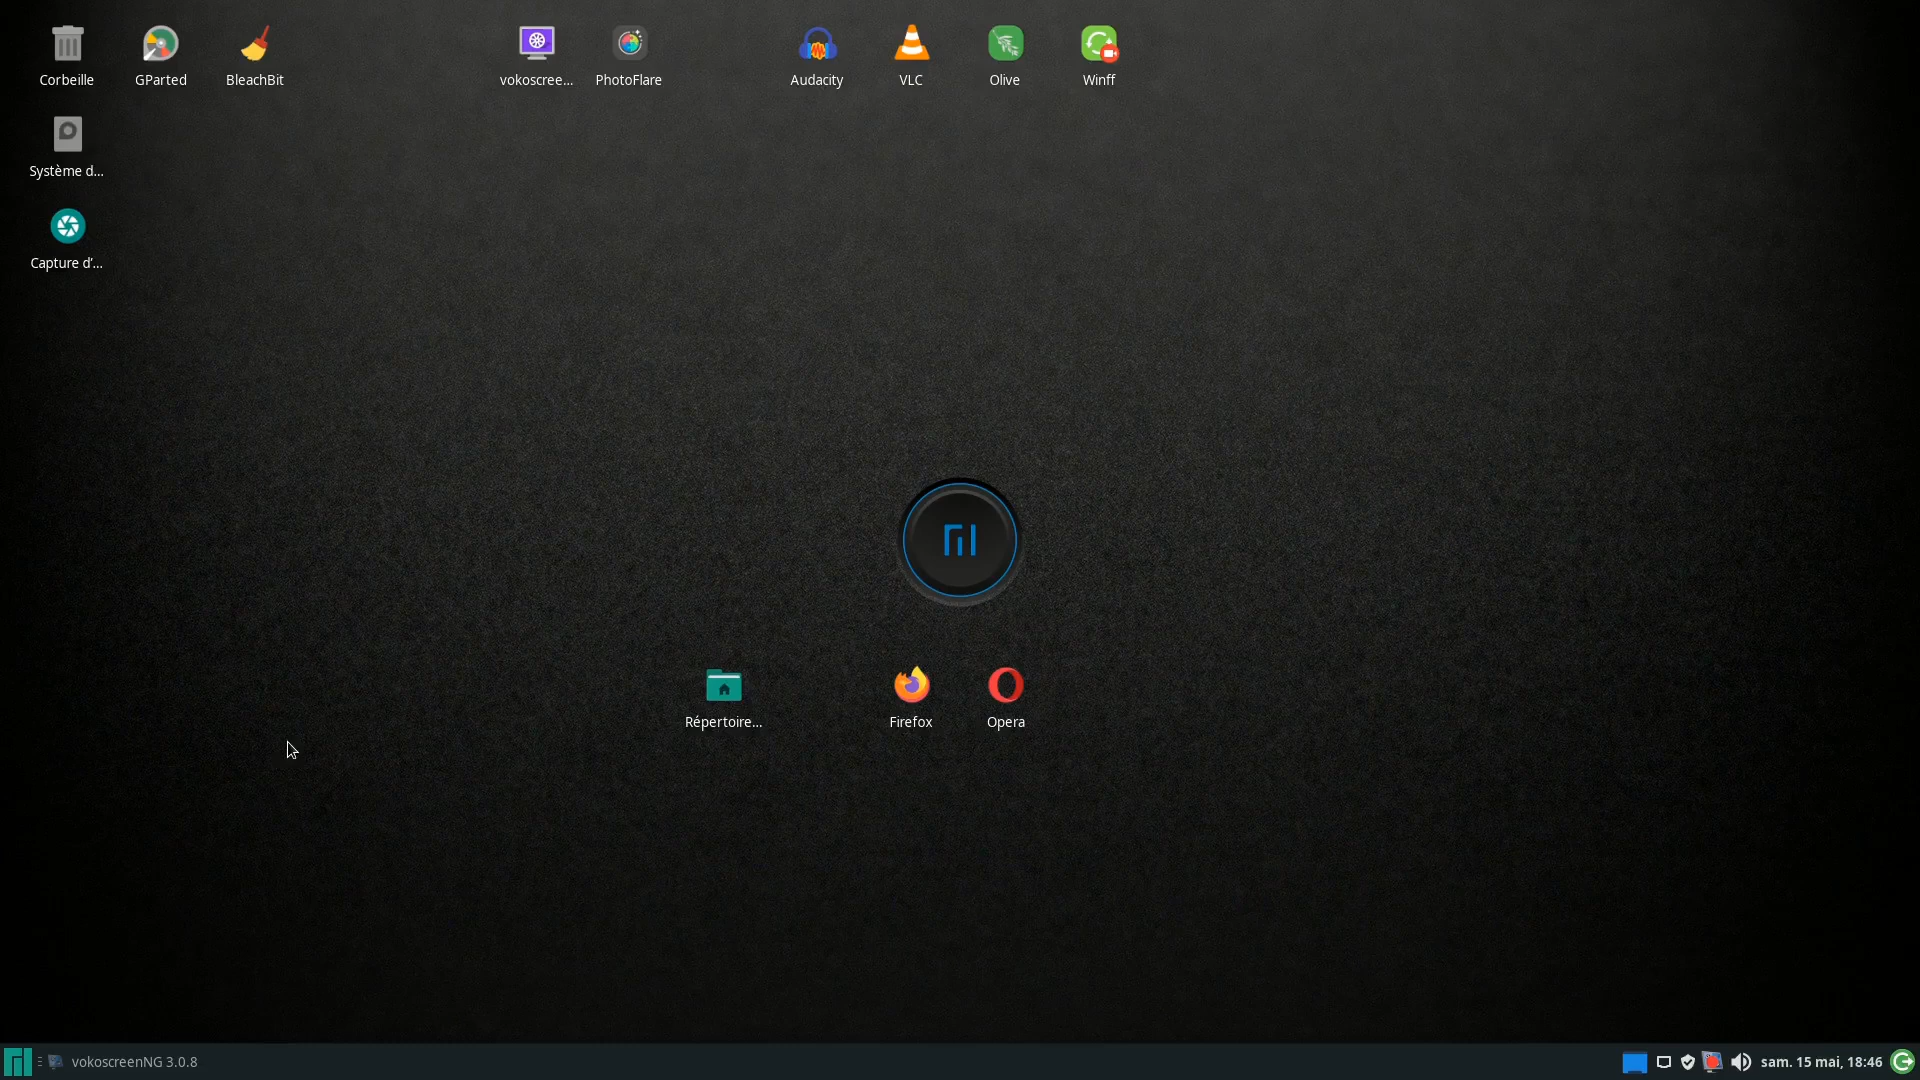 Corbeille
GParted
BleachBit
vokoscree...
PhotoFlare
Audacity
VLC
Olive
Winff
Système d...
Capture d'...
Répertoire...
Firefox
Opera
vokoscreenNG 3.0.8
sam. 15 mai, 18:46